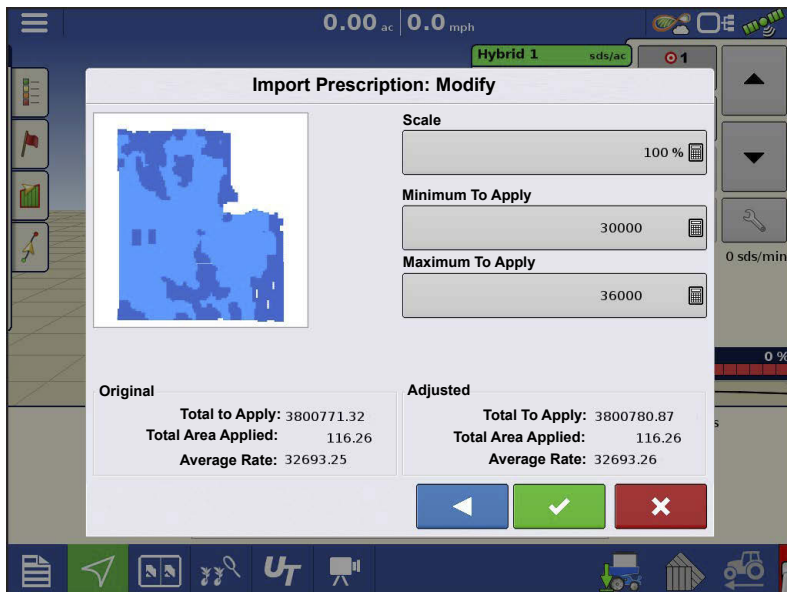 0.00 ac 0.0 mph
Hybrid 1 sds/ac
1
Import Prescription: Modify
Scale
100 %
Minimum To Apply
30000
Maximum To Apply
36000
0 sds/min
0 %
Original
Total to Apply: 3800771.32
Total Area Applied: 116.26
Average Rate: 32693.25
Adjusted
Total To Apply: 3800780.87
Total Area Applied: 116.26
Average Rate: 32693.26
s
UT